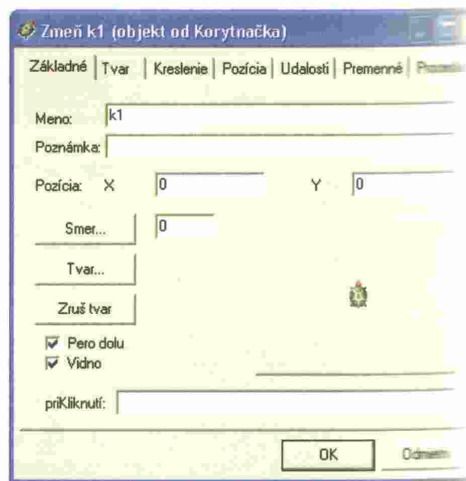 Zmeň k1 (objekt od Korytnačka)
Základné Tvar Kreslenie Pozícia Udalosti Premenné
Meno: k1
Poznámka:
Pozícia: X 0 Y 0
Smer... 0
Tvar...
Zruš tvar
Pero dolu
Vidno
priKliknutí:
OK